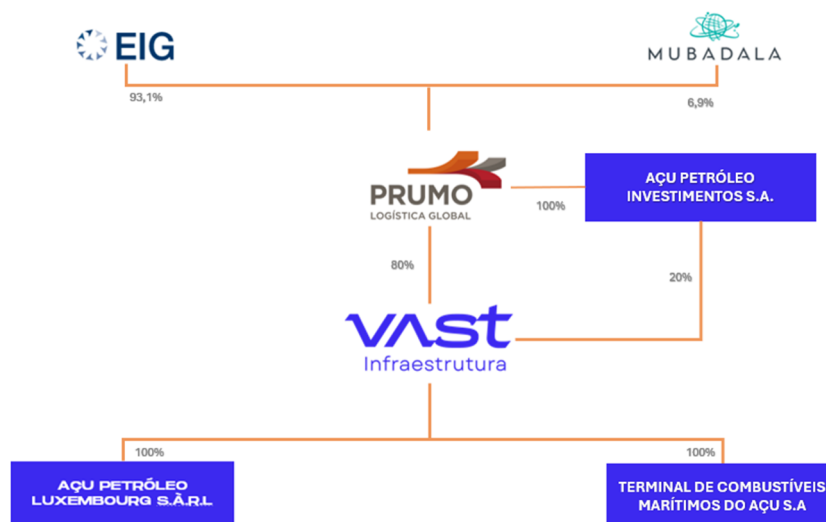 EIG
MUBADALA
93,1%
6,9%
PRUMO
LOGÍSTICA GLOBAL
100%
AÇU PETRÓLEO
INVESTIMENTOS S.A.
80%
20%
VAST
Infraestrutura
100%
100%
AÇU PETRÓLEO
LUXEMBOURG S.À.R.L
TERMINAL DE COMBUSTÍVEIS
MARÍTIMOS DO AÇU S.A